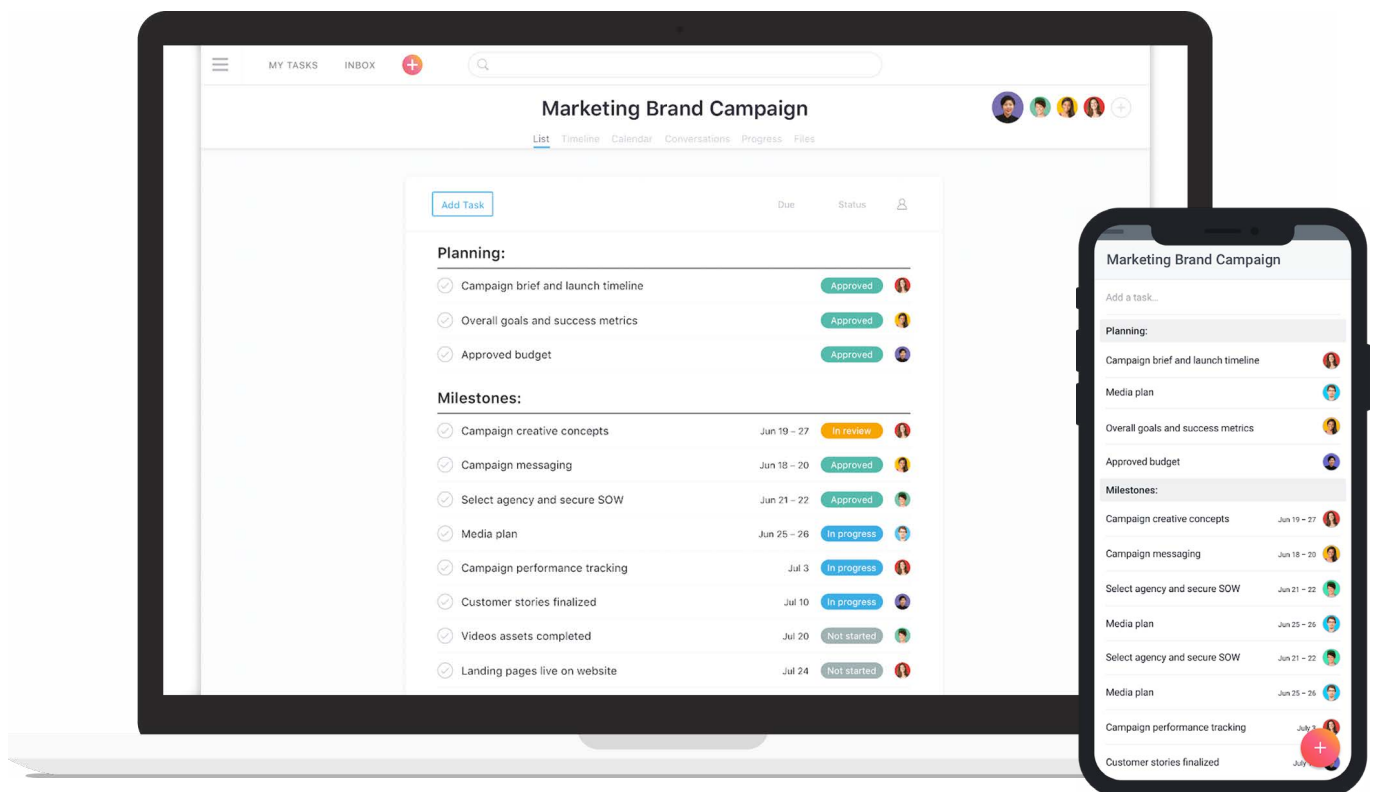 MY TASKS INBOX
Marketing Brand Campaign
List Timeline Calendar Conversations Progress Files
Add Task Due Status
Planning:
Campaign brief and launch timeline Approved
Overall goals and success metrics Approved
Approved budget Approved
Milestones:
Campaign creative concepts Jun 19 – 27 In review
Campaign messaging Jun 18 – 20 Approved
Select agency and secure SOW Jun 21 – 22 Approved
Media plan Jun 25 – 26 In progress
Campaign performance tracking Jul 3 In progress
Customer stories finalized Jul 10 In progress
Videos assets completed Jul 20 Not started
Landing pages live on website Jul 24 Not started
Marketing Brand Campaign
Add a task...
Planning:
Campaign brief and launch timeline
Media plan
Overall goals and success metrics
Approved budget
Milestones:
Campaign creative concepts Jun 19 – 27
Campaign messaging Jun 18 – 20
Select agency and secure SOW Jun 21 – 22
Media plan Jun 25 – 26
Select agency and secure SOW Jun 21 – 22
Media plan Jun 25 – 26
Campaign performance tracking July 3
Customer stories finalized July